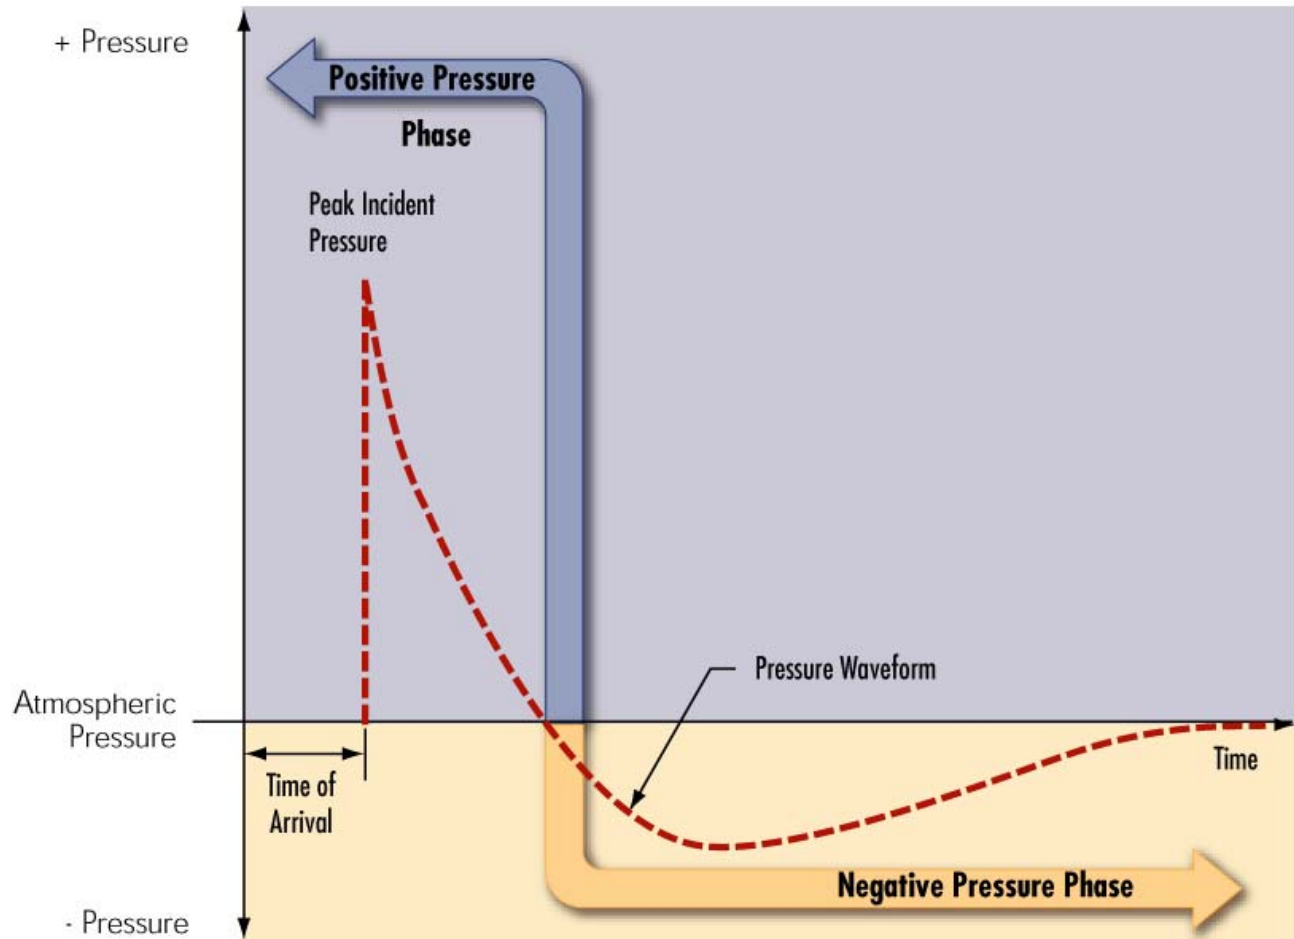 + Pressure
Positive Pressure
Phase
Peak Incident
Pressure
Pressure Waveform
Atmospheric
Pressure
Time
Time of
Arrival
Negative Pressure Phase
- Pressure